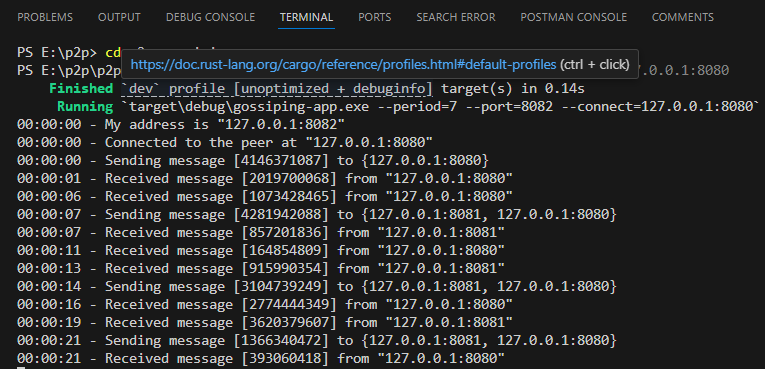 PROBLEMS OUTPUT DEBUG CONSOLE TERMINAL PORTS SEARCH ERROR POSTMAN CONSOLE COMMENTS
PS E:\p2p> cd
https://doc.rust-lang.org/cargo/reference/profiles.html#default-profiles (ctrl + click)
PS E:\p2p\p2p 7.0.0.1:8080
Finished `dev` profile [unoptimized + debuginfo] target(s) in 0.14s
Running `target\debug\gossiping-app.exe --period=7 --port=8082 --connect=127.0.0.1:8080`
00:00:00 - My address is "127.0.0.1:8082"
00:00:00 - Connected to the peer at "127.0.0.1:8080"
00:00:00 - Sending message [4146371087] to {127.0.0.1:8080}
00:00:01 - Received message [2019700068] from "127.0.0.1:8080"
00:00:06 - Received message [1073428465] from "127.0.0.1:8080"
00:00:07 - Sending message [4281942088] to {127.0.0.1:8081, 127.0.0.1:8080}
00:00:07 - Received message [857201836] from "127.0.0.1:8081"
00:00:11 - Received message [164854809] from "127.0.0.1:8080"
00:00:13 - Received message [915990354] from "127.0.0.1:8081"
00:00:14 - Sending message [3104739249] to {127.0.0.1:8081, 127.0.0.1:8080}
00:00:16 - Received message [2774444349] from "127.0.0.1:8080"
00:00:19 - Received message [3620379607] from "127.0.0.1:8081"
00:00:21 - Sending message [1366340472] to {127.0.0.1:8081, 127.0.0.1:8080}
00:00:21 - Received message [393060418] from "127.0.0.1:8080"